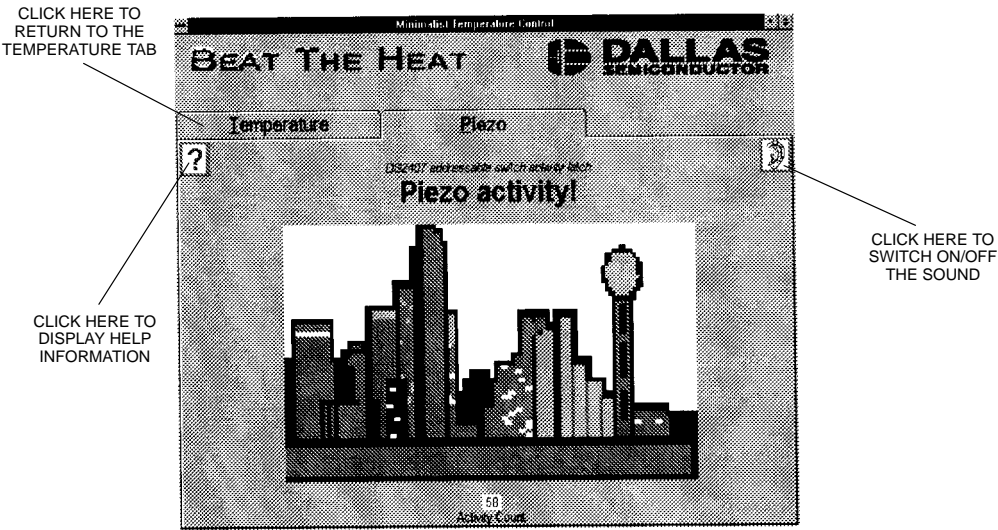 CLICK HERE TO
RETURN TO THE
TEMPERATURE TAB
Minimalist Temperature Control
BEAT THE HEAT
DALLAS
SEMICONDUCTOR
Temperature
Piezo
?
DS2407 addressable switch activity latch
Piezo activity!
CLICK HERE TO
SWITCH ON/OFF
THE SOUND
CLICK HERE TO
DISPLAY HELP
INFORMATION
58
Activity Count